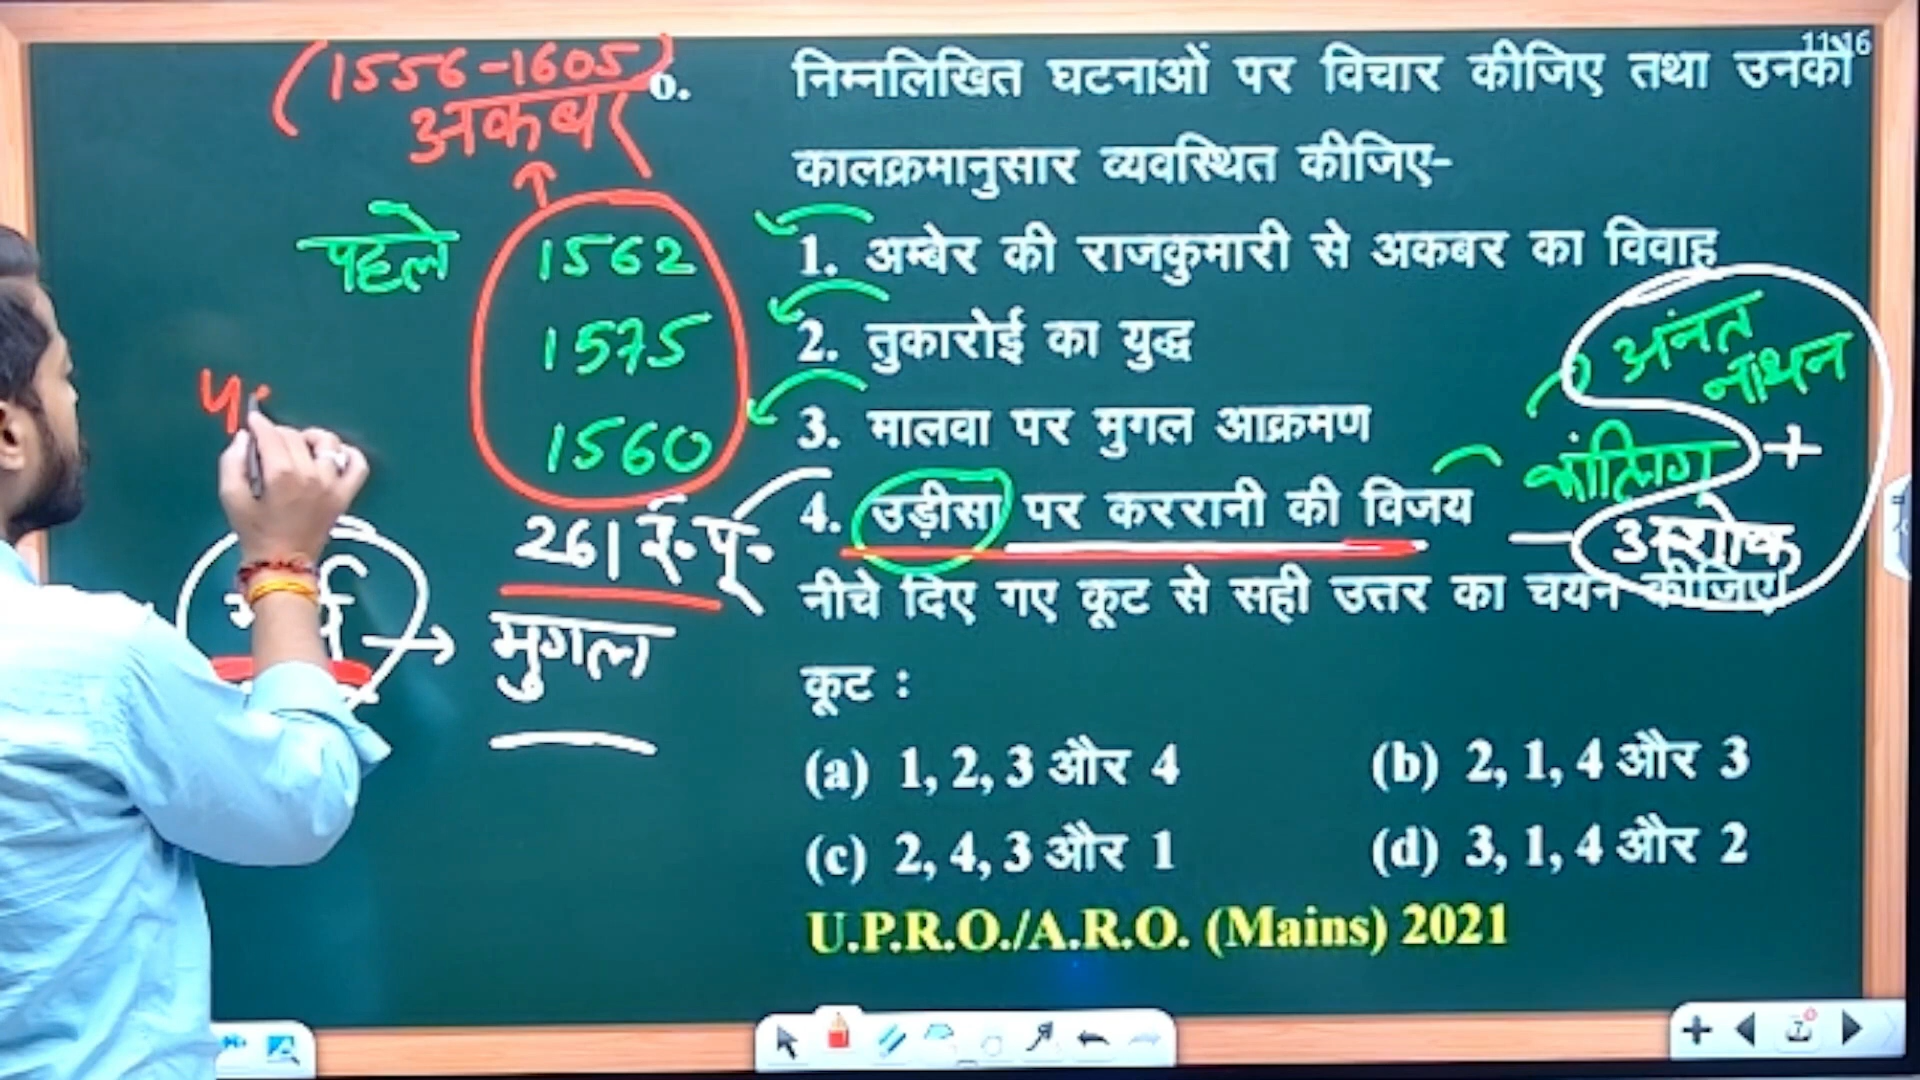 11:16
(1556-1605)
अकबर
निम्नलिखित घटनाओं पर विचार कीजिए तथा उनको
कालक्रमानुसार व्यवस्थित कीजिए-
पहले
1562
1. अम्बेर की राजकुमारी से अकबर का विवाह
1575
2. तुकारोई का युद्ध
1560
3. मालवा पर मुगल आक्रमण
261 ई. पू.
4. उड़ीसा पर कररानी की विजय
अनंत
नाथन
+
कलिंग
अशोक
मुगल
नीचे दिए गए कूट से सही उत्तर का चयन कीजिए।
कूट :
(a) 1, 2, 3 और 4
(b) 2, 1, 4 और 3
(c) 2, 4, 3 और 1
(d) 3, 1, 4 और 2
U.P.R.O./A.R.O. (Mains) 2021